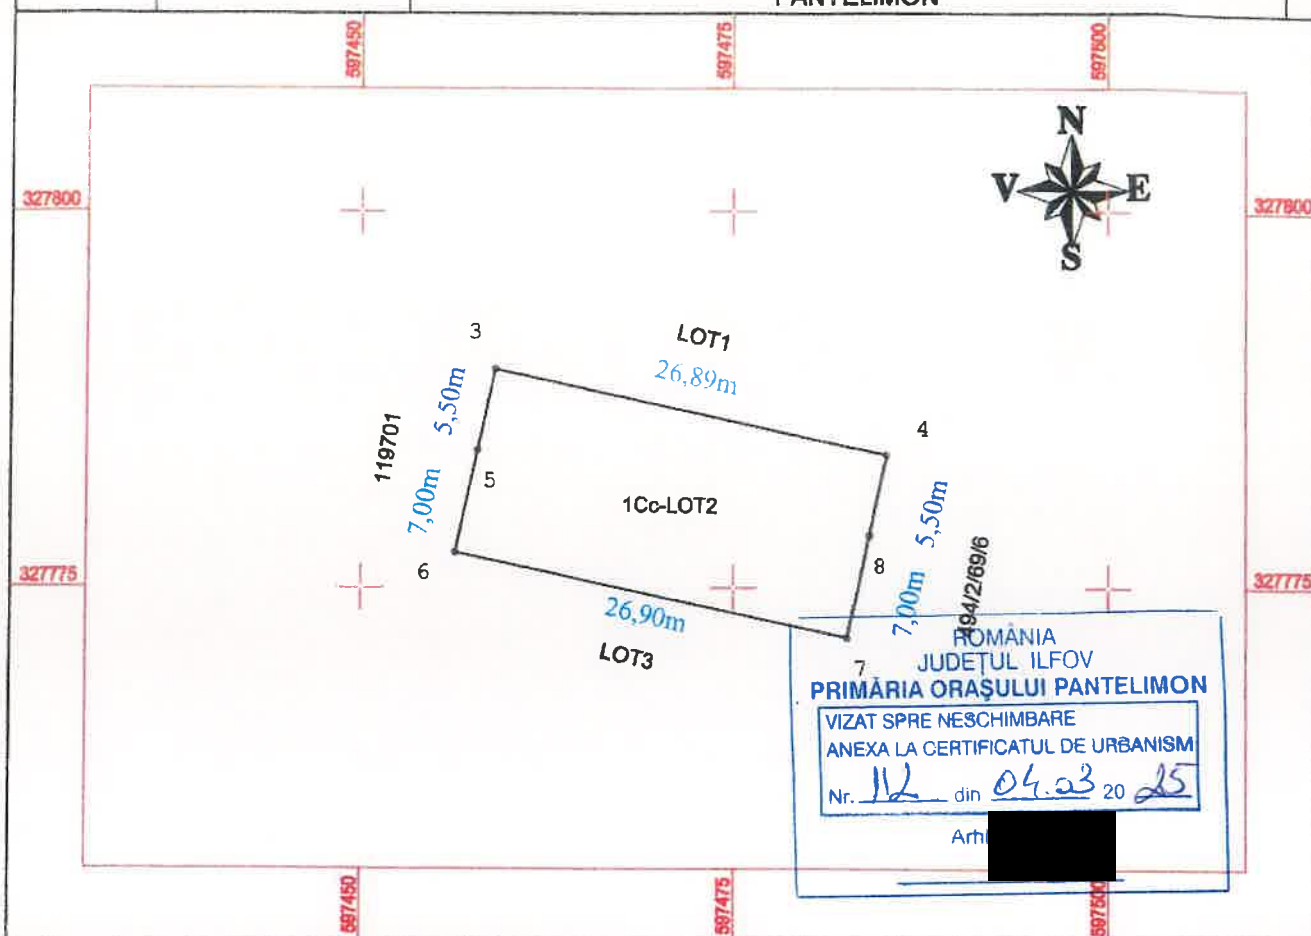 PANTELIMON
597450 597475 597500
327800 327800
N
V E
S
3 LOT1
26,89m
5,50m
119701
4
5
7,00m
1Cc-LOT2
5,50m
8
6
327775 327775
26,90m
7,00m
494/2/69/6
LOT3
7
ROMÂNIA
JUDEȚUL ILFOV
PRIMĂRIA ORAȘULUI PANTELIMON
VIZAT SPRE NESCHIMBARE
ANEXA LA CERTIFICATUL DE URBANISM
Nr. din 04.03 20 25
597450 597475 597500